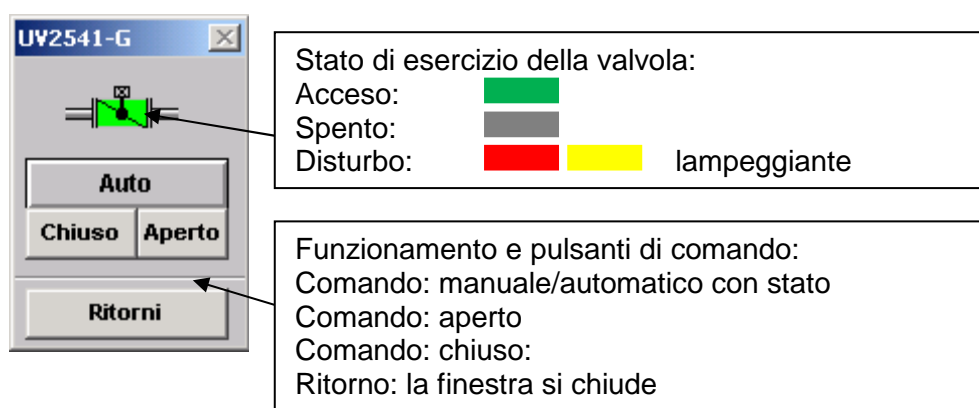 UV2541-G
Auto
Chiuso Aperto
Ritorni
Stato di esercizio della valvola:
Acceso:
Spento:
Disturbo: lampeggiante
Funzionamento e pulsanti di comando:
Comando: manuale/automatico con stato
Comando: aperto
Comando: chiuso:
Ritorno: la finestra si chiude